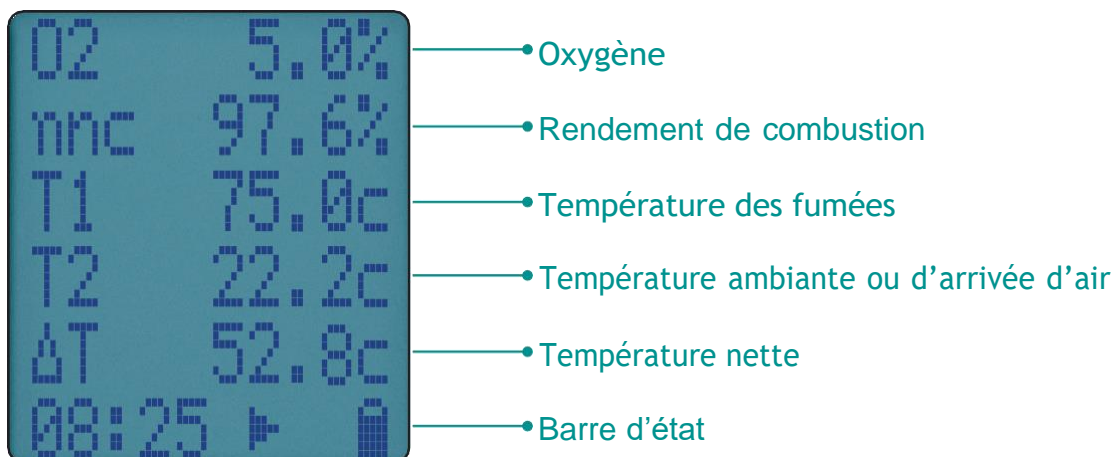 O2 5.0% Oxygène
nnc 97.6% Rendement de combustion
T1 75.0c Température des fumées
T2 22.2c Température ambiante ou d’arrivée d’air
ΔT 52.8c Température nette
08:25 Barre d’état